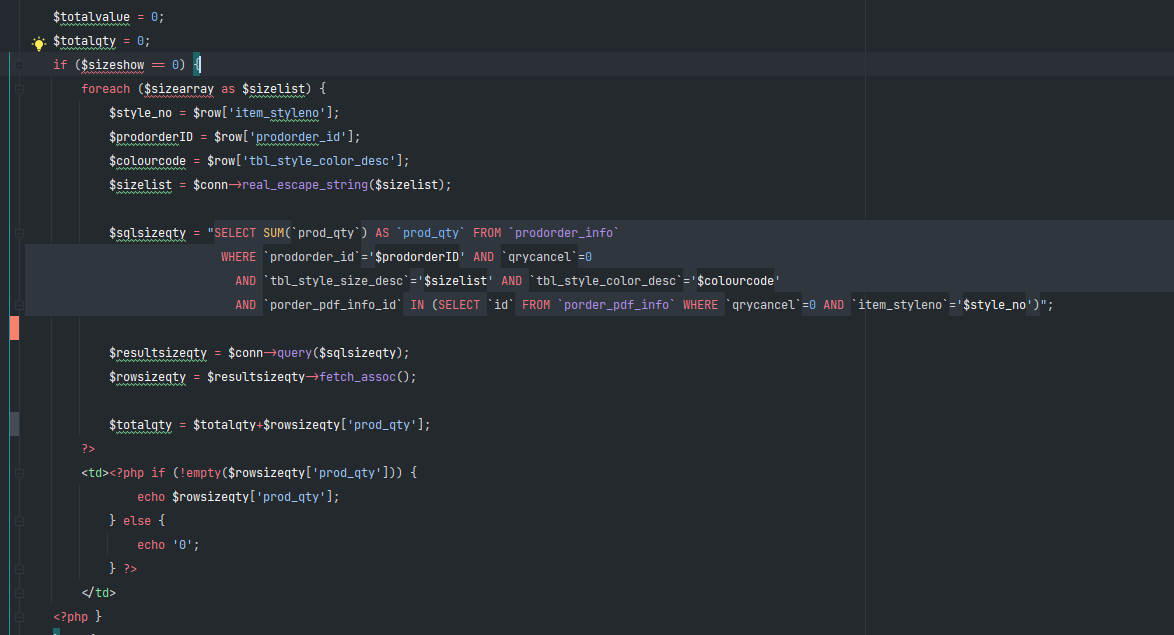 $totalvalue = 0;
$totalqty = 0;
if ($sizeshow == 0) {
foreach ($sizearray as $sizelist) {
$style_no = $row['item_styleno'];
$prodorderID = $row['prodorder_id'];
$colourcode = $row['tbl_style_color_desc'];
$sizelist = $conn->real_escape_string($sizelist);
$sqlsizeqty = "SELECT SUM(`prod_qty`) AS `prod_qty` FROM `prodorder_info`
WHERE `prodorder_id`='$prodorderID' AND `qrycancel`=0
AND `tbl_style_size_desc`='$sizelist' AND `tbl_style_color_desc`='$colourcode'
AND `porder_pdf_info_id` IN (SELECT `id` FROM `porder_pdf_info` WHERE `qrycancel`=0 AND `item_styleno`='$style_no')";
$resultsizeqty = $conn->query($sqlsizeqty);
$rowsizeqty = $resultsizeqty->fetch_assoc();
$totalqty = $totalqty+$rowsizeqty['prod_qty'];
?>
<td><?php if (!empty($rowsizeqty['prod_qty'])) {
echo $rowsizeqty['prod_qty'];
} else {
echo '0';
} ?>
</td>
<?php }